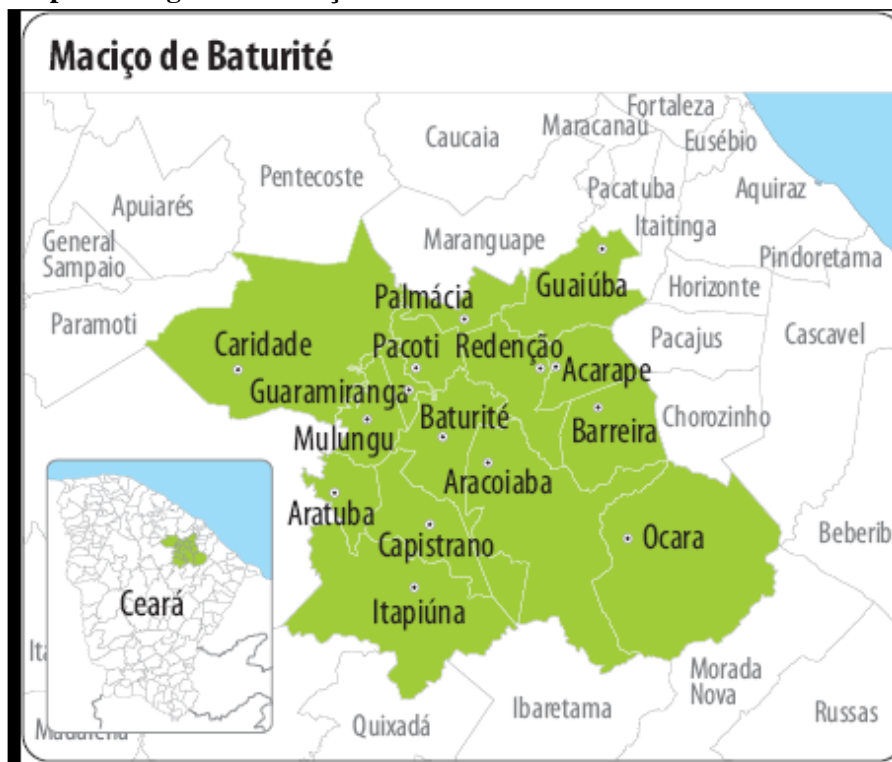 Maciço de Baturité
Fortaleza
Caucaia
Maracanaú
Eusébio
Pentecoste
Pacatuba
Aquiraz
Apuiarés
Itaitinga
General
Sampaio
Maranguape
Pindoretama
Guaiúba
Horizonte
Palmácia
Paramoti
Caridade
Pacoti
Redenção
Pacajus
Cascavel
Acarape
Guaramiranga
Baturité
Barreira
Chorozinho
Mulungu
Aracoiaba
Aratuba
Capistrano
Ocara
Beberib
Ceará
Itapiúna
Morada
Nova
Ibaretama
Quixadá
Russas